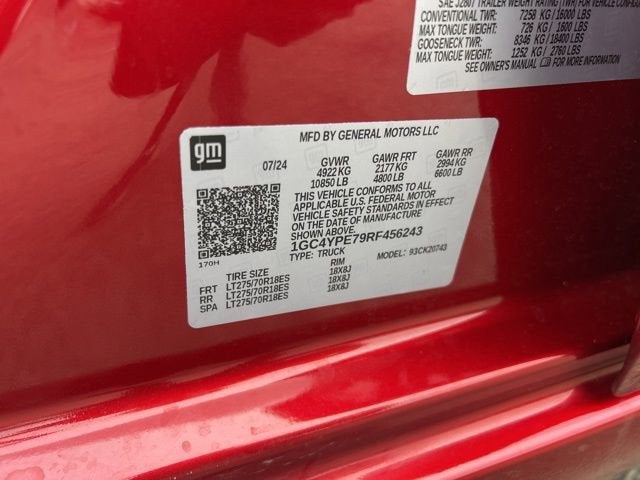 SAE J2807 TRAILER WEIGHT RATING (TWR) FOR VEHICLE CONFIGU
CONVENTIONAL TWR: 7258 KG/16000 LBS
MAX TONGUE WT: 726 KG/ 1600 LBS
GOOSENECK TWR: 8346 KG/18400 LBS
MAX TONGUE WT: 1252 KG/ 2760 LBS
SEE OWNER'S MANUAL FOR MORE INFORMATION
gm
MFD BY GENERAL MOTORS LLC
07/24 GVWR GAWR FRT GAWR RR
4922 KG 2177 KG 2994 KG
10850 LB 4800 LB 6600 LB
THIS VEHICLE CONFORMS TO ALL
APPLICABLE U.S. FEDERAL MOTOR
VEHICLE SAFETY STANDARDS IN EFFECT
ON THE DATE OF MANUFACTURE
SHOWN ABOVE.
1GC4YPE79RF456243
170H TYPE: TRUCK MODEL: 93CK20743
TIRE SIZE RIM
FRT LT275/70R18ES 18X8J
RR LT275/70R18ES 18X8J
SPA LT275/70R18ES 18X8J